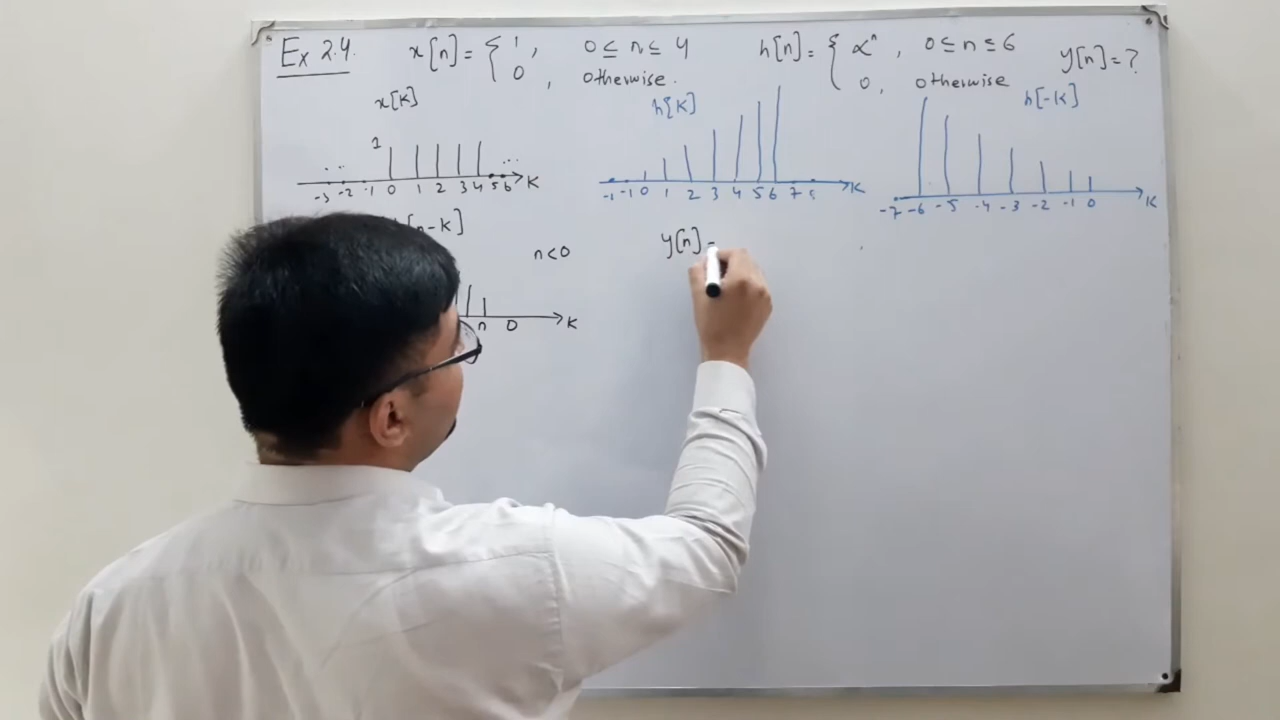 Ex 2.4. x[n] = { 1, 0 ≤ n ≤ 4 h[n] = { αⁿ, 0 ≤ n ≤ 6 y[n] = ?
0, otherwise. 0, otherwise
x[k] h[k] h[-k]
1
-3 -2 -1 0 1 2 3 4 5 6 K
-1 -1 0 1 2 3 4 5 6 7 K
-7 -6 -5 -4 -3 -2 -1 0 K
[n-k]
n<0 y[n] =
n 0 K